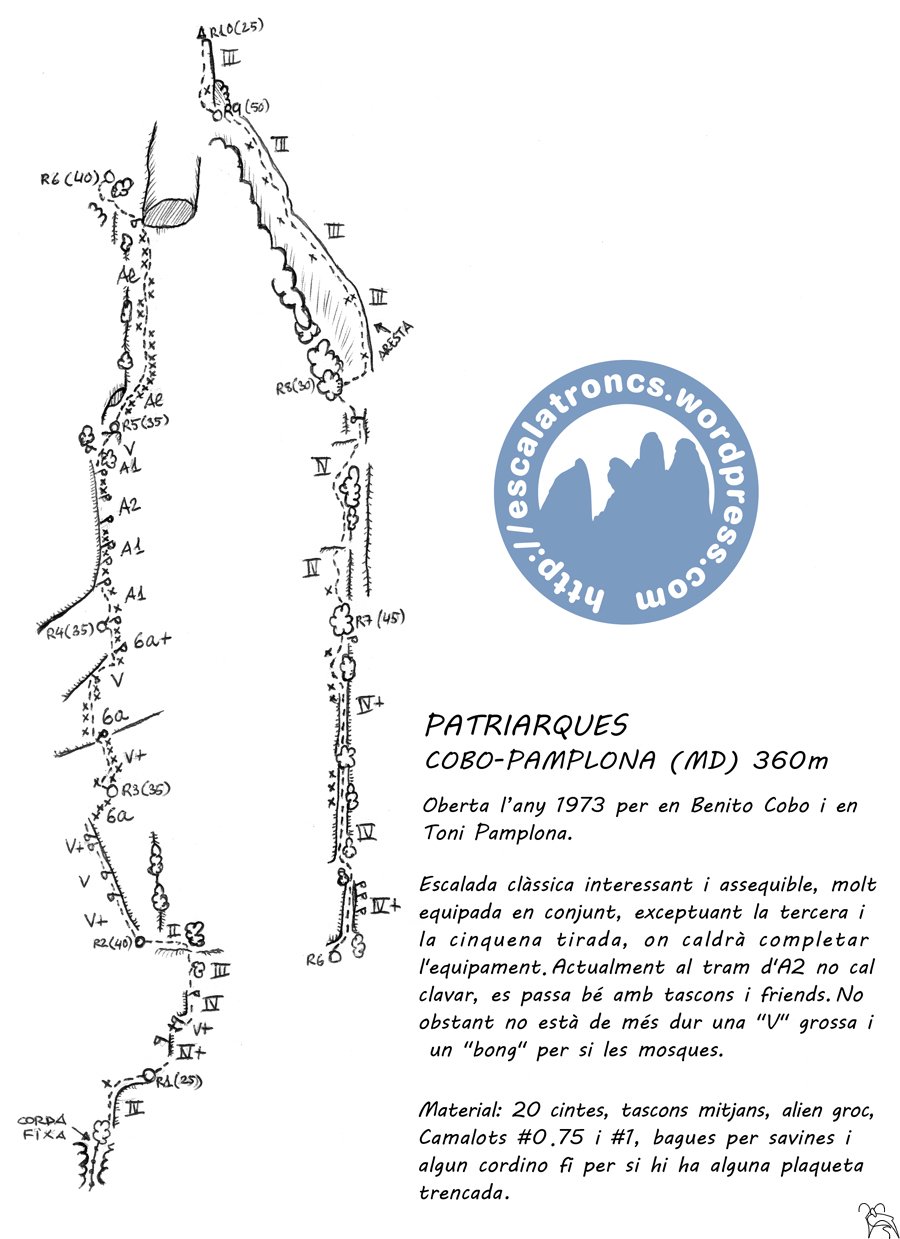 R10(25)
III
R9(50)
III
R6(40)
III
Ae
III
ARESTA
R8(30)
Ae
R5(35)
V
A1
IV
A2
A1
IV
A1
R7(45)
R4(35)
6a+
V
IV+
6a
V+
R3(35)
6a
IV
V+
V
IV+
V+
II
R2(40)
R6
III
IV
V+
IV+
R1(25)
IV
CORDA
FIXA
http://escalatroncs.wordpress.com
PATRIARQUES
COBO-PAMPLONA (MD) 360m
Oberta l'any 1973 per en Benito Cobo i en
Toni Pamplona.
Escalada clàssica interessant i assequible, molt
equipada en conjunt, exceptuant la tercera i
la cinquena tirada, on caldrà completar
l'equipament. Actualment al tram d'A2 no cal
clavar, es passa bé amb tascons i friends. No
obstant no està de més dur una "V" grossa i
un "bong" per si les mosques.
Material: 20 cintes, tascons mitjans, alien groc,
Camalots #0.75 i #1, bagues per savines i
algun cordino fi per si hi ha alguna plaqueta
trencada.